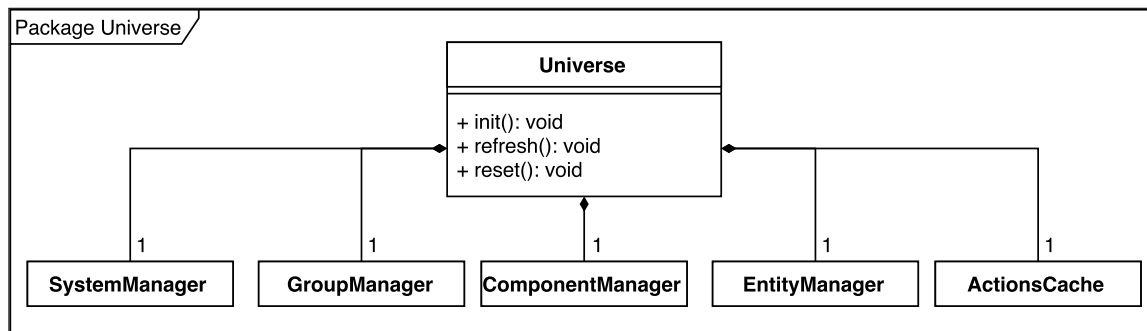 Package Universe
Universe
+ init(): void
+ refresh(): void
+ reset(): void
1 1 1 1 1
SystemManager GroupManager ComponentManager EntityManager ActionsCache